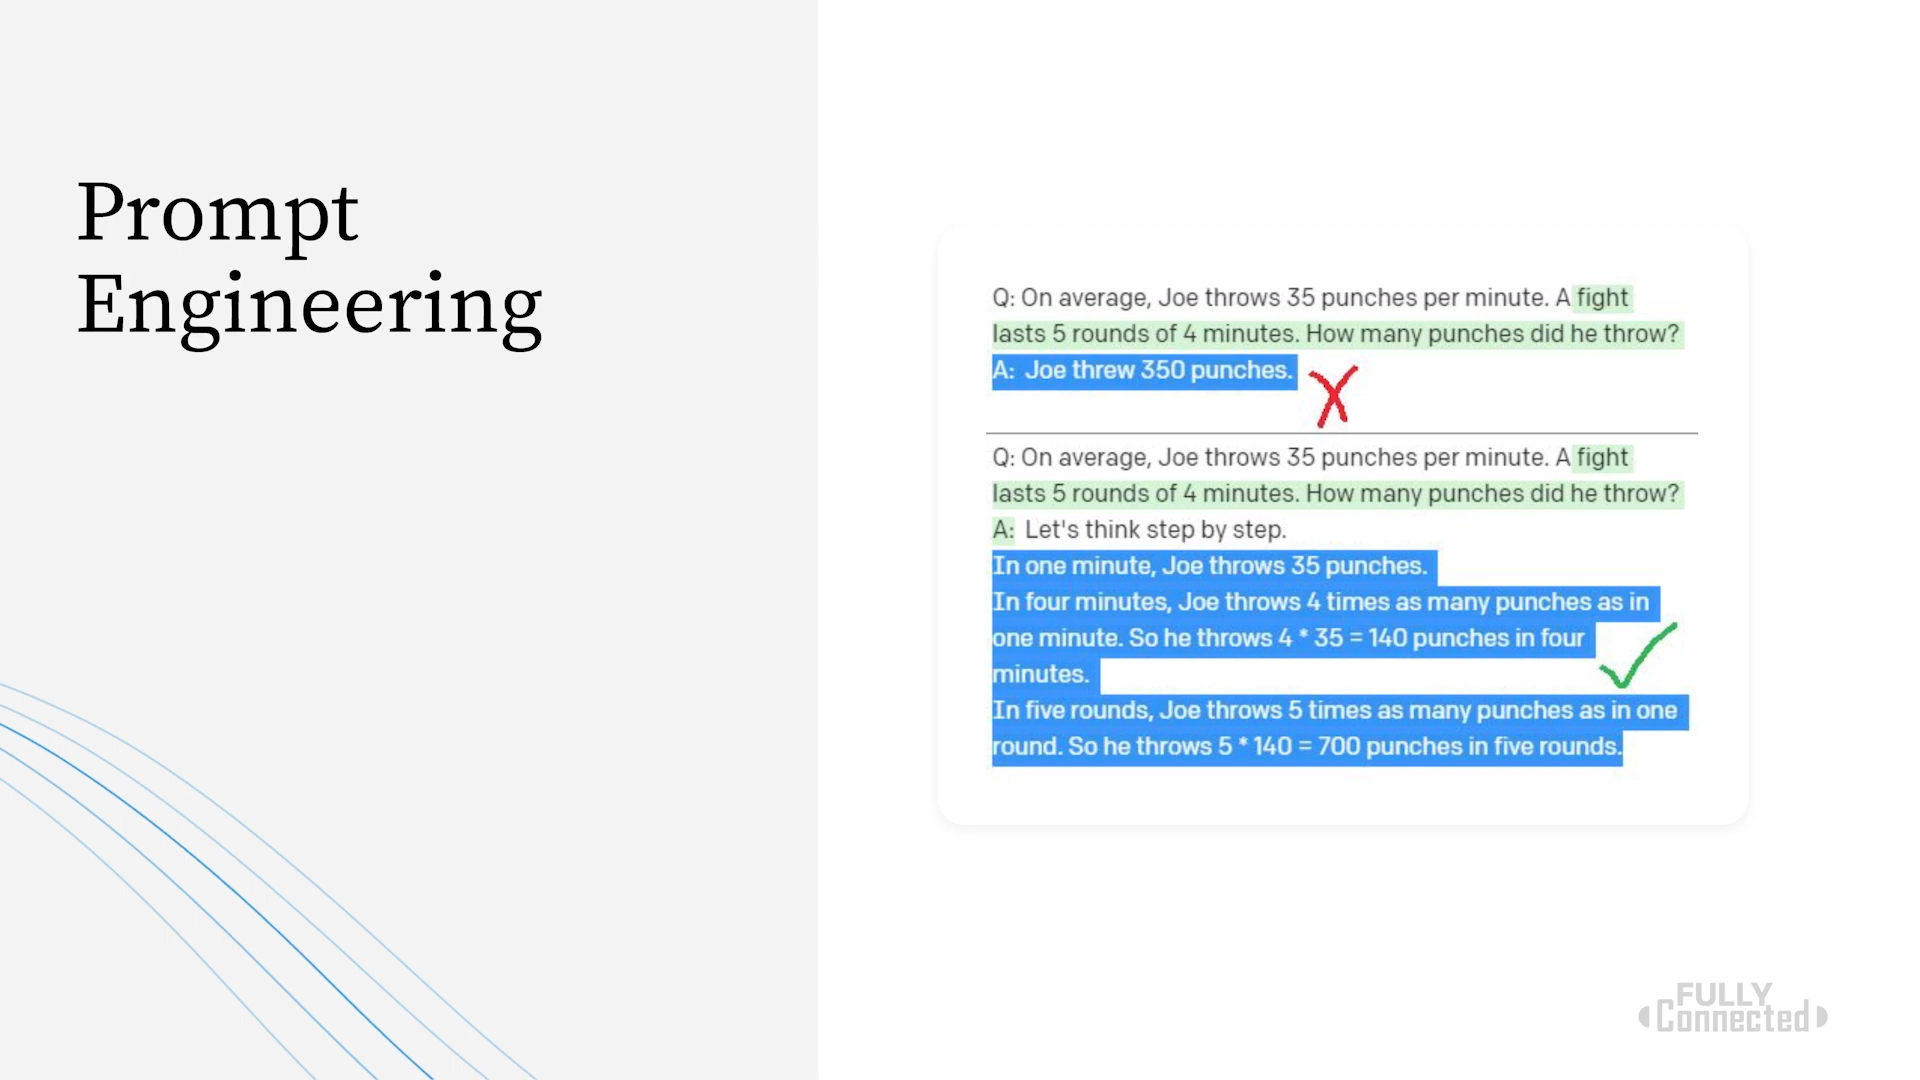 Prompt
Engineering
Q: On average, Joe throws 35 punches per minute. A fight
lasts 5 rounds of 4 minutes. How many punches did he throw?
A: Joe threw 350 punches.
Q: On average, Joe throws 35 punches per minute. A fight
lasts 5 rounds of 4 minutes. How many punches did he throw?
A: Let's think step by step.
In one minute, Joe throws 35 punches.
In four minutes, Joe throws 4 times as many punches as in
one minute. So he throws 4 * 35 = 140 punches in four
minutes.
In five rounds, Joe throws 5 times as many punches as in one
round. So he throws 5 * 140 = 700 punches in five rounds.
FULLY
Connected